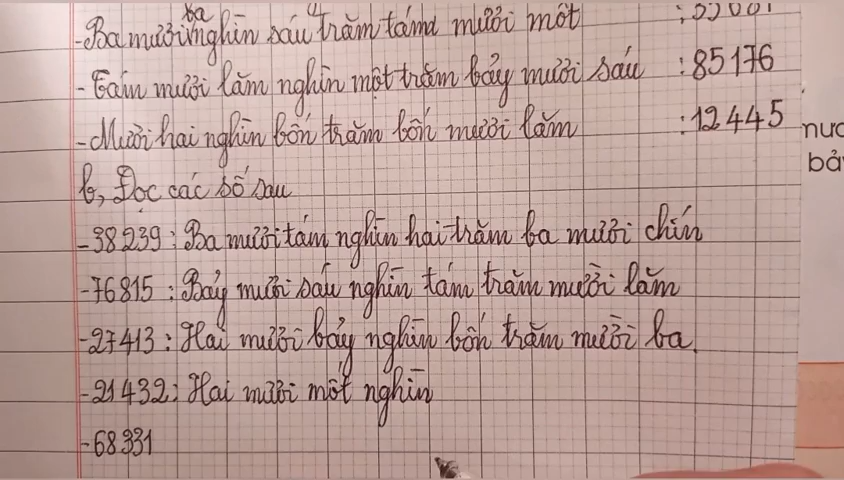 -Ba mươi ba nghìn sáu trăm tám mươi mốt
-Tám mươi lăm nghìn một trăm bảy mươi sáu : 85176
-Mười hai nghìn bốn trăm bốn mươi lăm : 12445
b, Đọc các số sau
-38239 : Ba mươi tám nghìn hai trăm ba mươi chín
-76815 : Bảy mươi sáu nghìn tám trăm mười lăm
-27413 : Hai mươi bảy nghìn bốn trăm mười ba.
-21432 : Hai mươi mốt nghìn
-68331